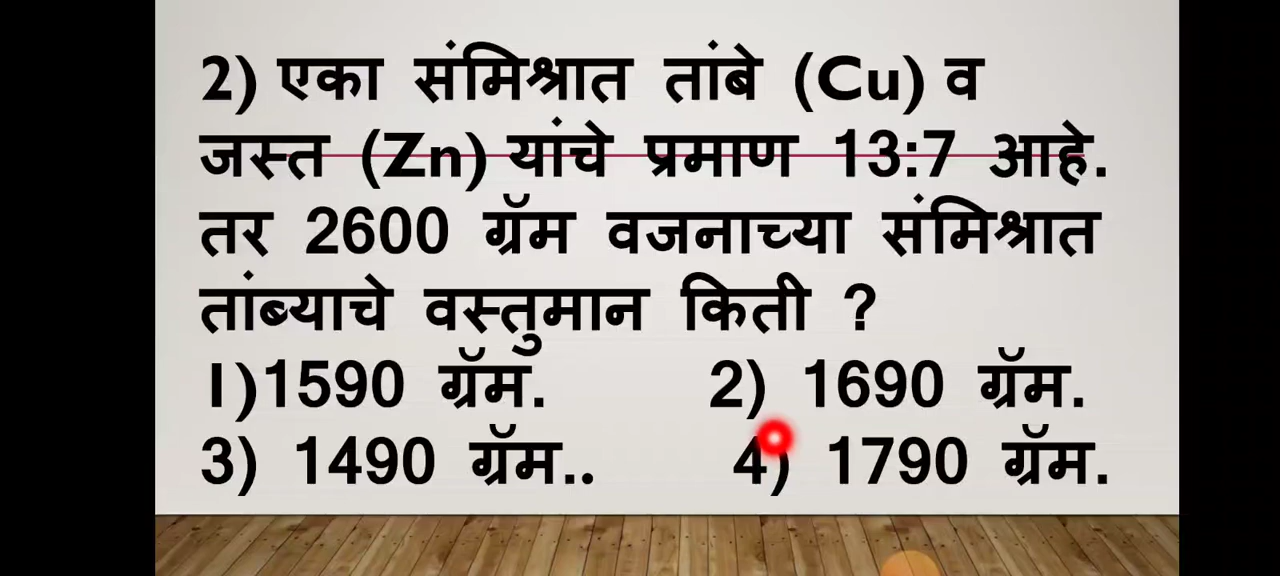 2) एका संमिश्रात तांबे (Cu) व
जस्त (Zn) यांचे प्रमाण 13:7 आहे.
तर 2600 ग्रॅम वजनाच्या संमिश्रात
तांब्याचे वस्तुमान किती ?
1)1590 ग्रॅम. 2) 1690 ग्रॅम.
3) 1490 ग्रॅम.. 4) 1790 ग्रॅम.